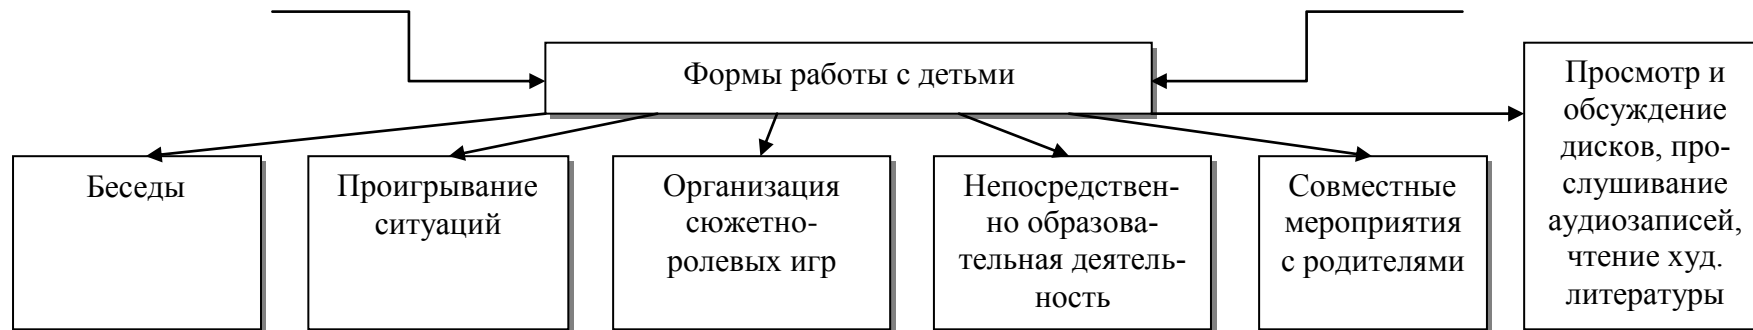 Формы работы с детьми
Беседы
Проигрывание
ситуаций
Организация
сюжетно-
ролевых игр
Непосредствен-
но образова-
тельная деятель-
ность
Совместные
мероприятия
с родителями
Просмотр и
обсуждение
дисков, про-
слушивание
аудиозаписей,
чтение худ.
литературы